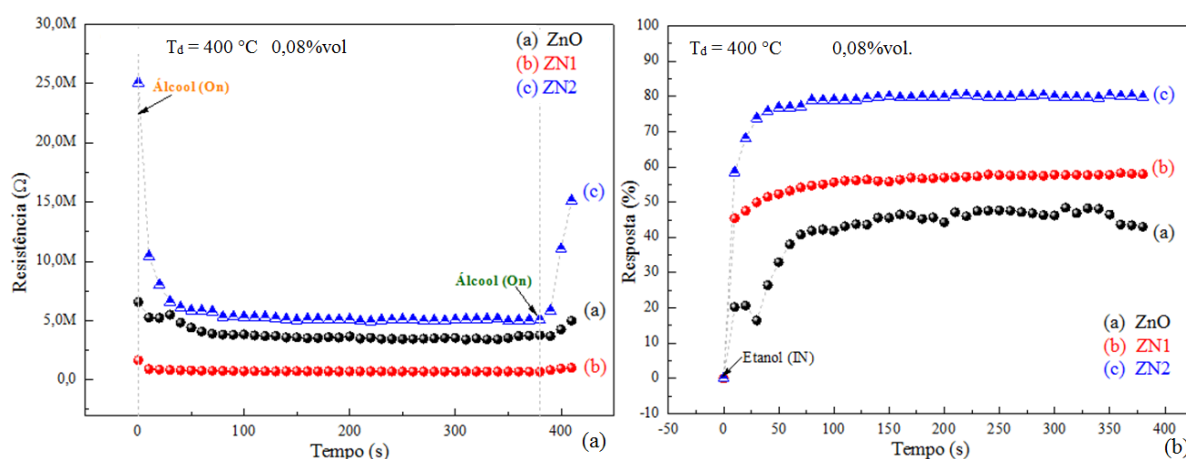 30,0M
25,0M
20,0M
15,0M
10,0M
5,0M
0,0
Resistência (Ω)
T_d = 400 °C 0,08%vol
(a) ZnO
(b) ZN1
(c) ZN2
Álcool (On)
Álcool (On)
(c)
(a)
(b)
0 100 200 300 400
Tempo (s)
(a)
100
90
80
70
60
50
40
30
20
10
0
-10
Resposta (%)
T_d = 400 °C 0,08%vol.
(c)
(b)
(a)
(a) ZnO
(b) ZN1
(c) ZN2
Etanol (IN)
-50 0 50 100 150 200 250 300 350 400
Tempo (s)
(b)